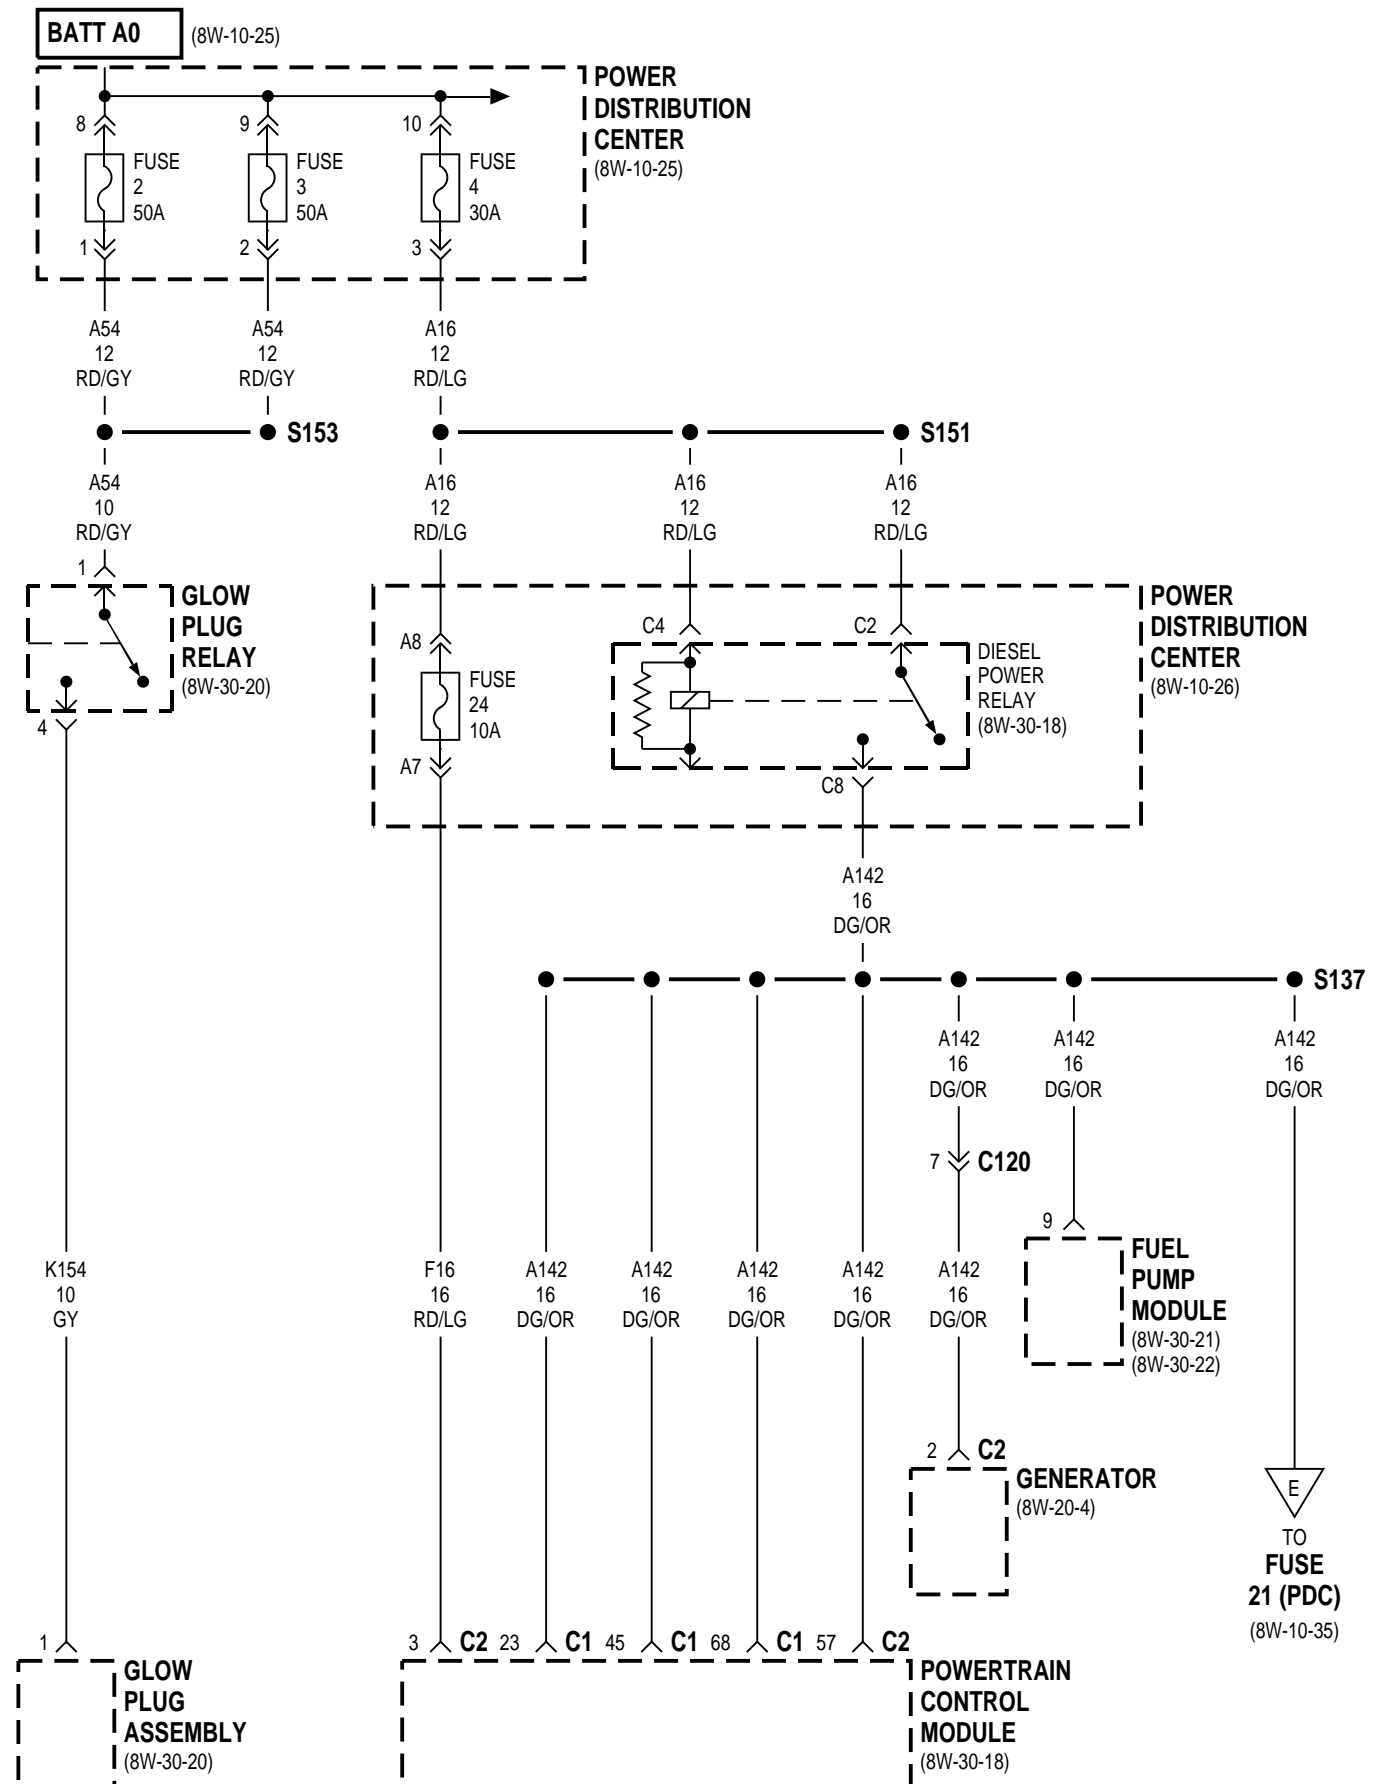 BATT A0 (8W-10-25)
POWER
DISTRIBUTION
CENTER
(8W-10-25)
8 9 10
FUSE
2
50A
FUSE
3
50A
FUSE
4
30A
1 2 3
A54
12
RD/GY
A54
12
RD/GY
A16
12
RD/LG
S153
S151
A54
10
RD/GY
A16
12
RD/LG
A16
12
RD/LG
A16
12
RD/LG
1
GLOW
PLUG
RELAY
(8W-30-20)
4
POWER
DISTRIBUTION
CENTER
(8W-10-26)
A8
FUSE
24
10A
A7
C4
C2
DIESEL
POWER
RELAY
(8W-30-18)
C8
A142
16
DG/OR
S137
A142
16
DG/OR
A142
16
DG/OR
A142
16
DG/OR
7 C120
9
FUEL
PUMP
MODULE
(8W-30-21)
(8W-30-22)
K154
10
GY
F16
16
RD/LG
A142
16
DG/OR
A142
16
DG/OR
A142
16
DG/OR
A142
16
DG/OR
A142
16
DG/OR
2 C2
GENERATOR
(8W-20-4)
E
TO
FUSE
21 (PDC)
(8W-10-35)
1
3 C2 23 C1 45 C1 68 C1 57 C2
GLOW
PLUG
ASSEMBLY
(8W-30-20)
POWERTRAIN
CONTROL
MODULE
(8W-30-18)